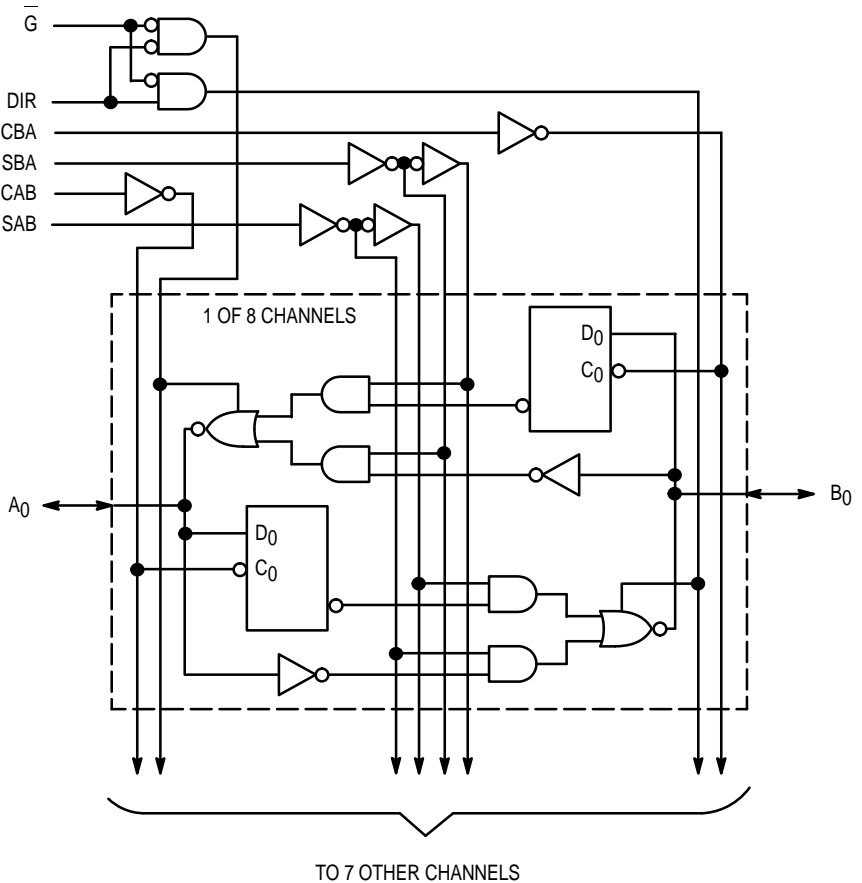 G̅
DIR
CBA
SBA
CAB
SAB
1 OF 8 CHANNELS
D0
C0
A0
B0
D0
C0
TO 7 OTHER CHANNELS